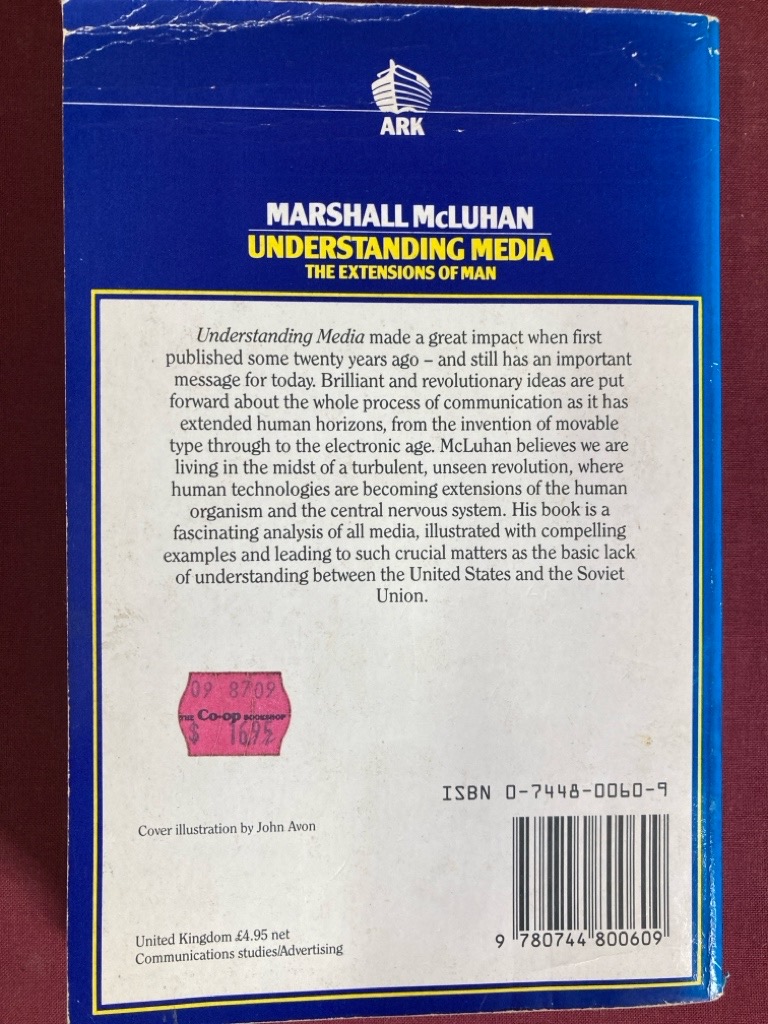 ARK
MARSHALL McLUHAN
UNDERSTANDING MEDIA
THE EXTENSIONS OF MAN
Understanding Media made a great impact when first
published some twenty years ago – and still has an important
message for today. Brilliant and revolutionary ideas are put
forward about the whole process of communication as it has
extended human horizons, from the invention of movable
type through to the electronic age. McLuhan believes we are
living in the midst of a turbulent, unseen revolution, where
human technologies are becoming extensions of the human
organism and the central nervous system. His book is a
fascinating analysis of all media, illustrated with compelling
examples and leading to such crucial matters as the basic lack
of understanding between the United States and the Soviet
Union.
09 8709
THE Co-op BOOKSHOP
$ 16.95
ISBN 0-7448-0060-9
Cover illustration by John Avon
United Kingdom £4.95 net
Communications studies/Advertising
9 780744 800609